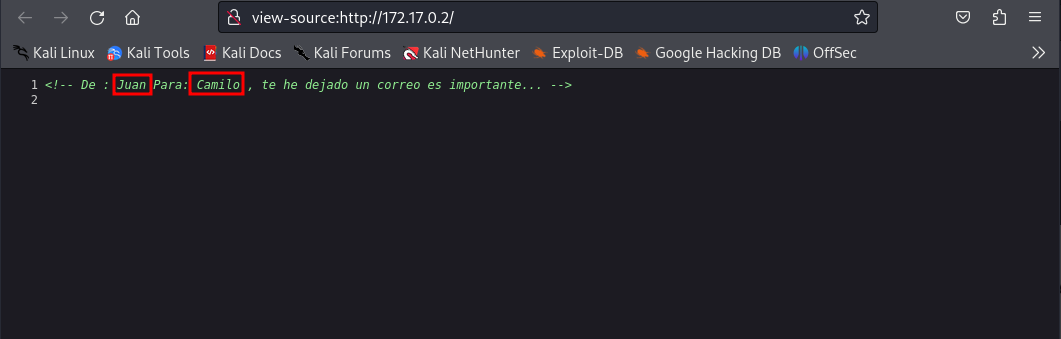 view-source:http://172.17.0.2/
Kali Linux Kali Tools Kali Docs Kali Forums Kali NetHunter Exploit-DB Google Hacking DB OffSec
1 <!-- De : Juan Para: Camilo , te he dejado un correo es importante... -->
2